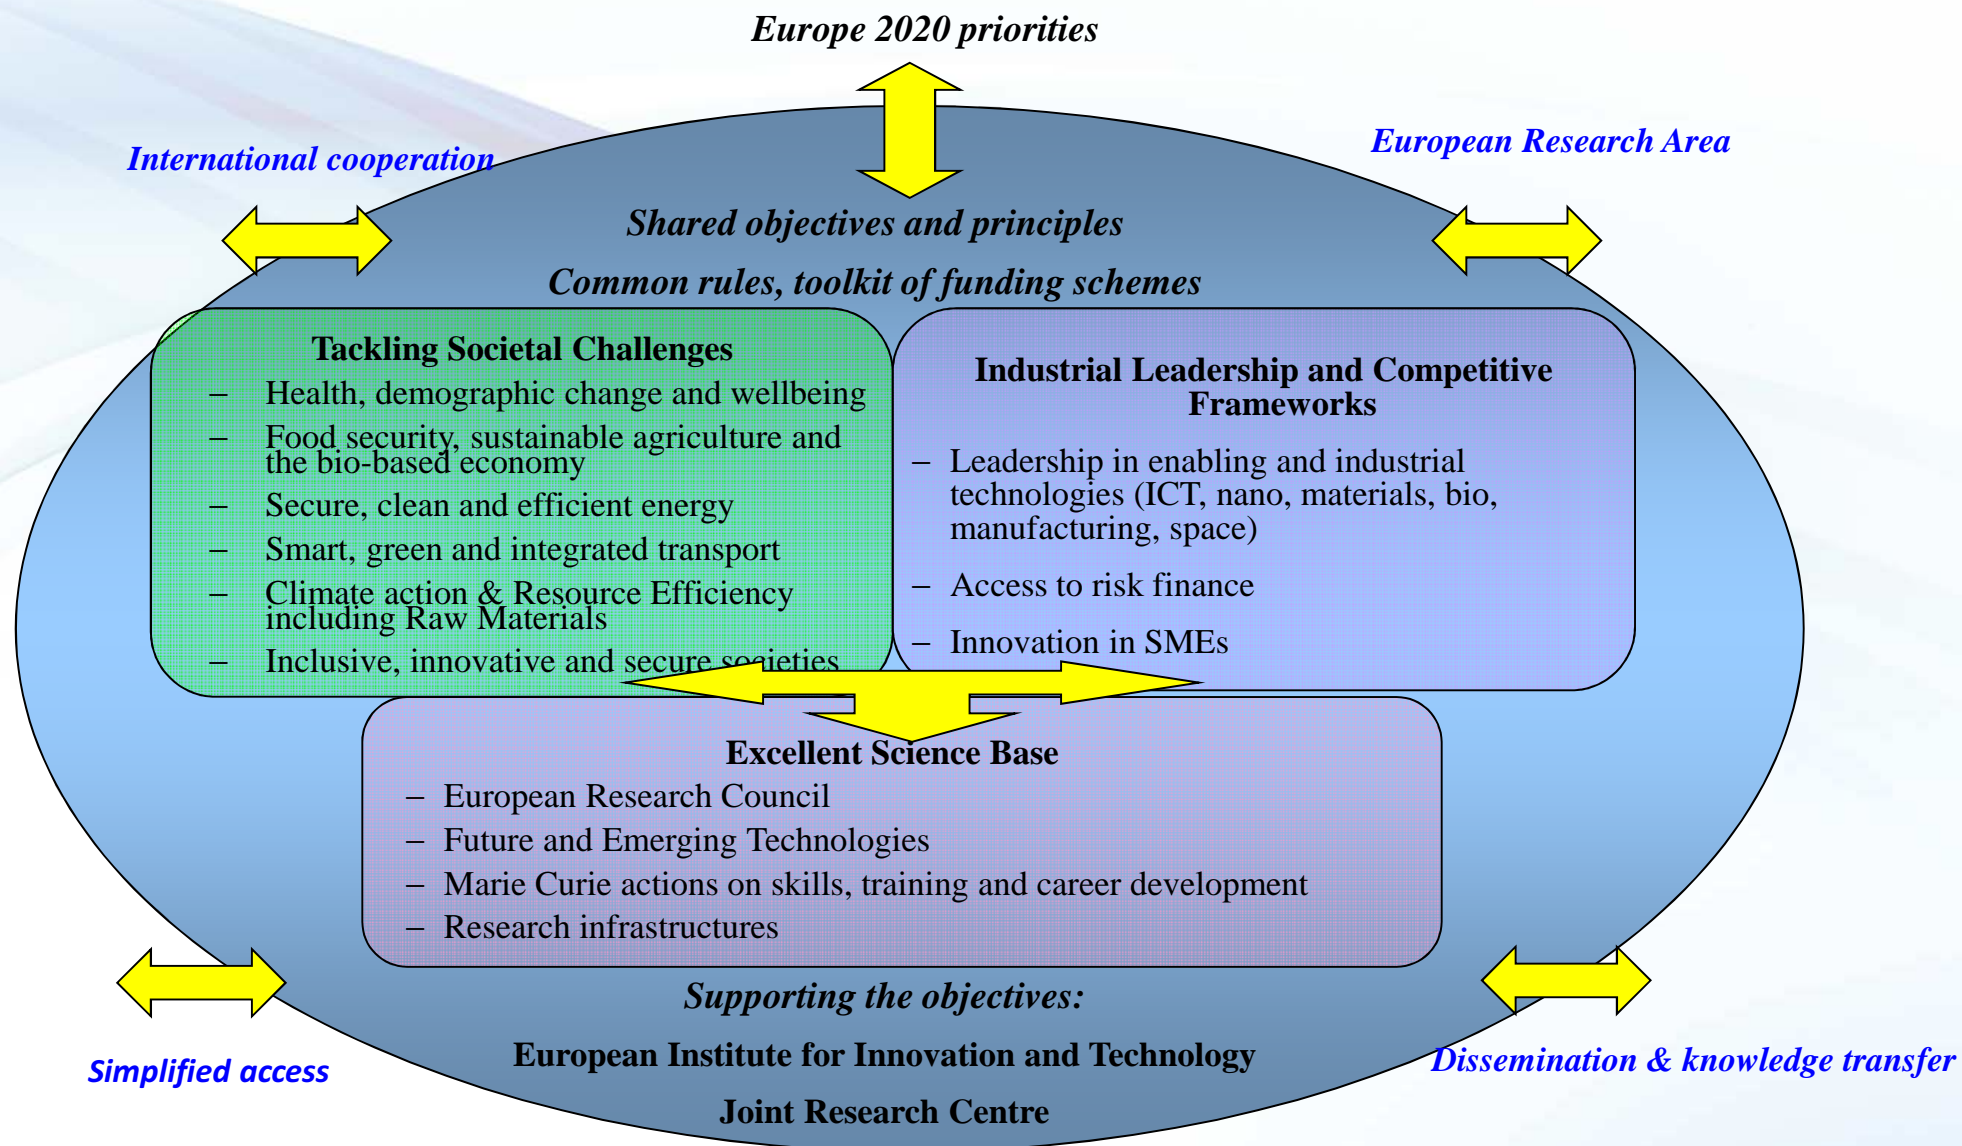 Europe 2020 priorities
International cooperation
European Research Area
Shared objectives and principles
Common rules, toolkit of funding schemes
Tackling Societal Challenges
– Health, demographic change and wellbeing
– Food security, sustainable agriculture and
the bio-based economy
– Secure, clean and efficient energy
– Smart, green and integrated transport
– Climate action & Resource Efficiency
including Raw Materials
– Inclusive, innovative and secure societies
Industrial Leadership and Competitive
Frameworks
– Leadership in enabling and industrial
technologies (ICT, nano, materials, bio,
manufacturing, space)
– Access to risk finance
– Innovation in SMEs
Excellent Science Base
– European Research Council
– Future and Emerging Technologies
– Marie Curie actions on skills, training and career development
– Research infrastructures
Supporting the objectives:
European Institute for Innovation and Technology
Joint Research Centre
Simplified access
Dissemination & knowledge transfer